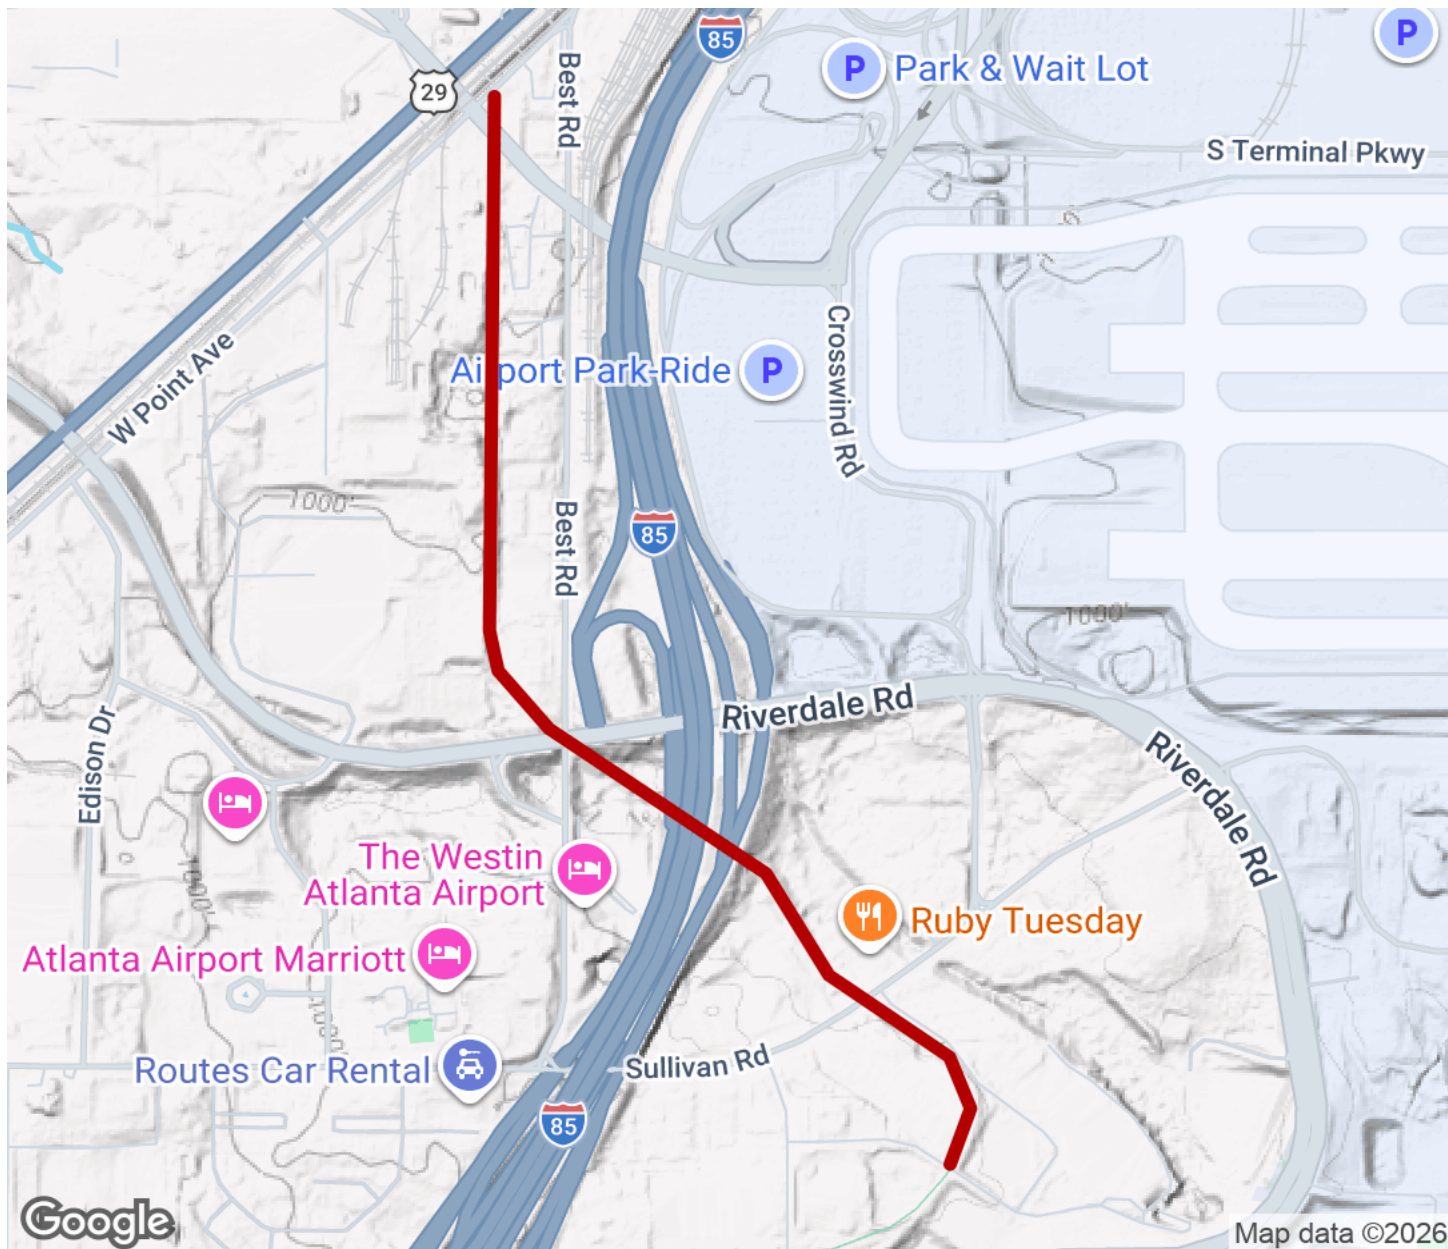 85
29
Best Rd
P
Park & Wait Lot
P
S Terminal Pkwy
W Point Ave
Airport Park-Ride
P
Crosswind Rd
1000'
Best Rd
85
1000'
Edison Dr
Riverdale Rd
Riverdale Rd
The Westin
Atlanta Airport
1000'
Ruby Tuesday
Atlanta Airport Marriott
1000'
Routes Car Rental
Sullivan Rd
85
Google
Map data ©2026